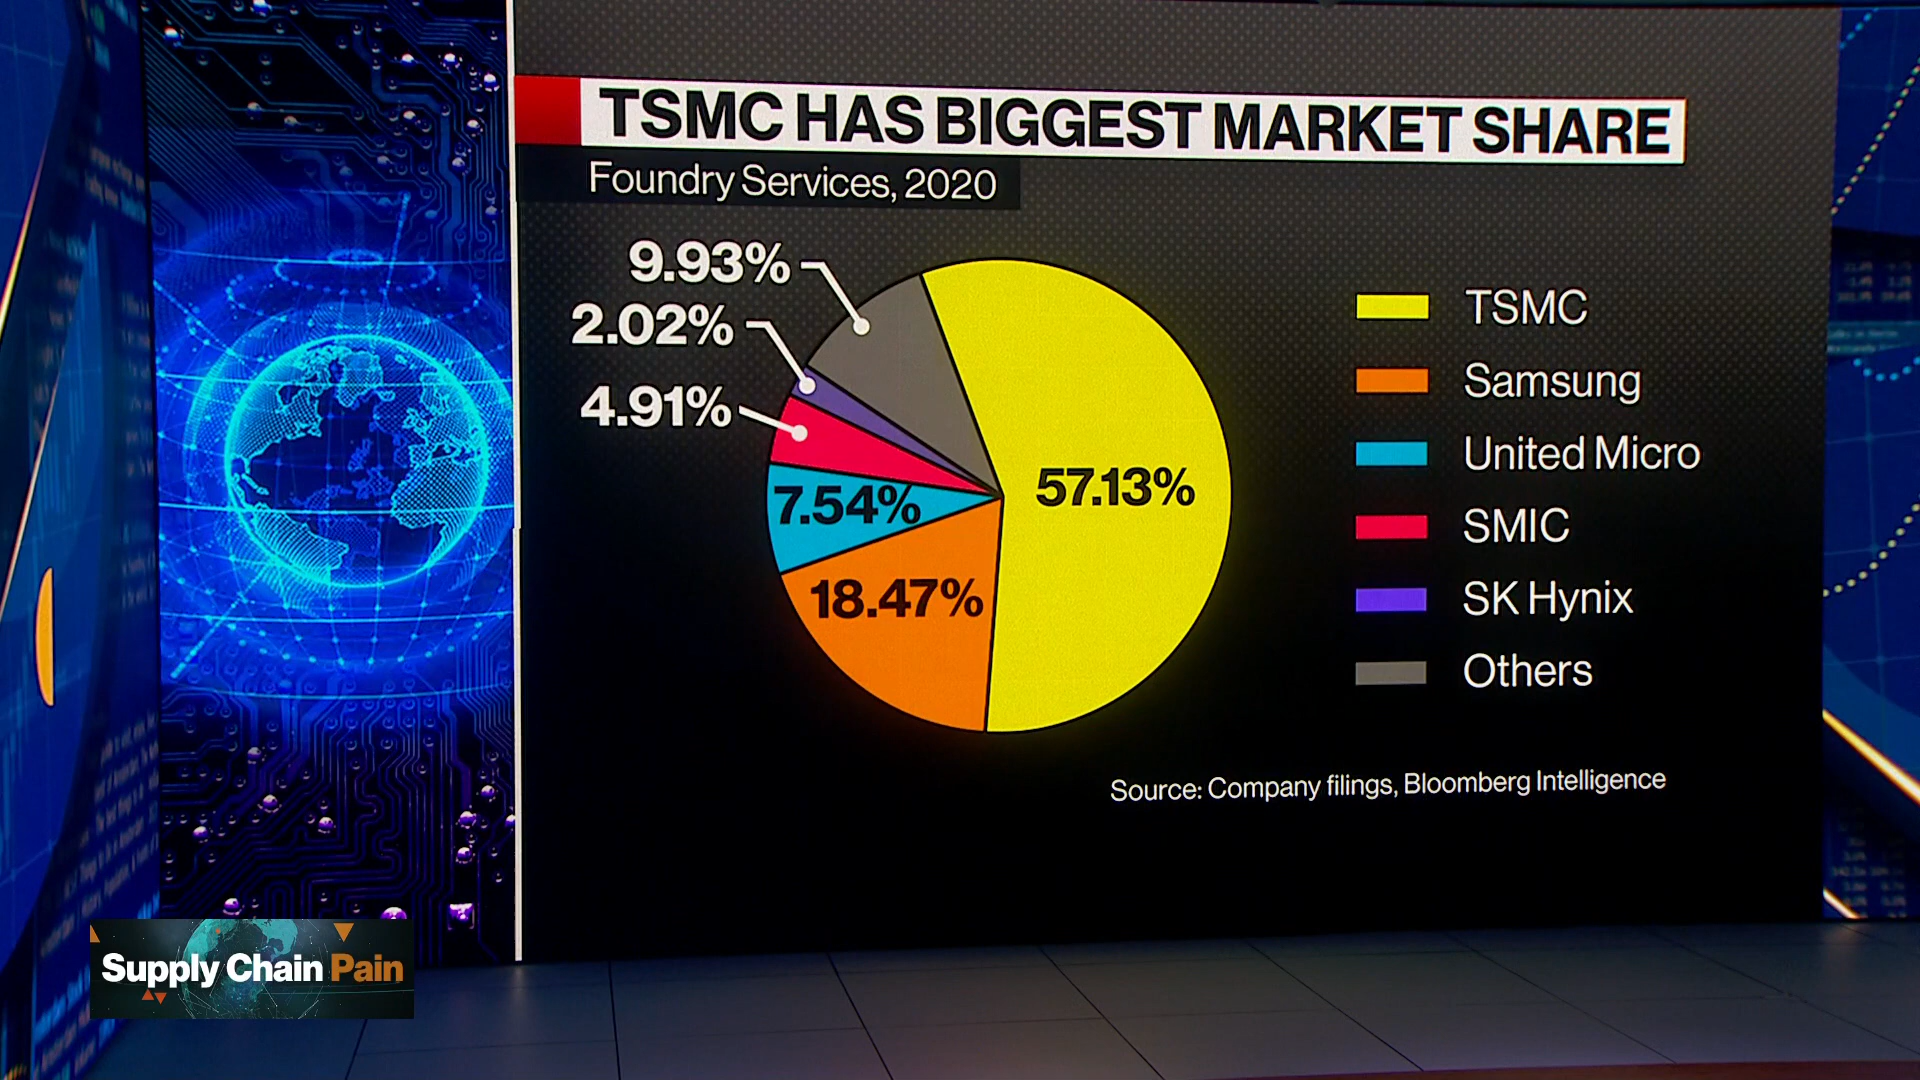 TSMC HAS BIGGEST MARKET SHARE
Foundry Services, 2020
9.93%
2.02%
4.91%
7.54%
18.47%
57.13%
TSMC
Samsung
United Micro
SMIC
SK Hynix
Others
Source: Company filings, Bloomberg Intelligence
Supply Chain Pain